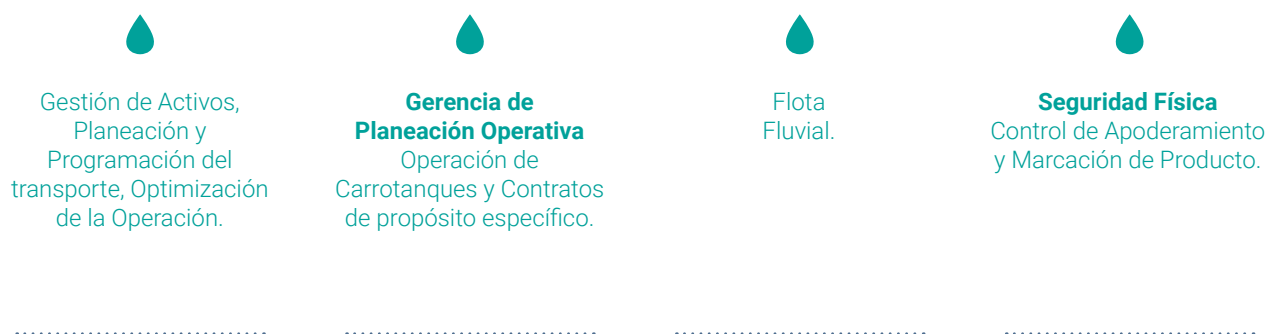 Gestión de Activos,
Planeación y
Programación del
transporte, Optimización
de la Operación.
Gerencia de
Planeación Operativa
Operación de
Carrotanques y Contratos
de propósito específico.
Flota
Fluvial.
Seguridad Física
Control de Apoderamiento
y Marcación de Producto.